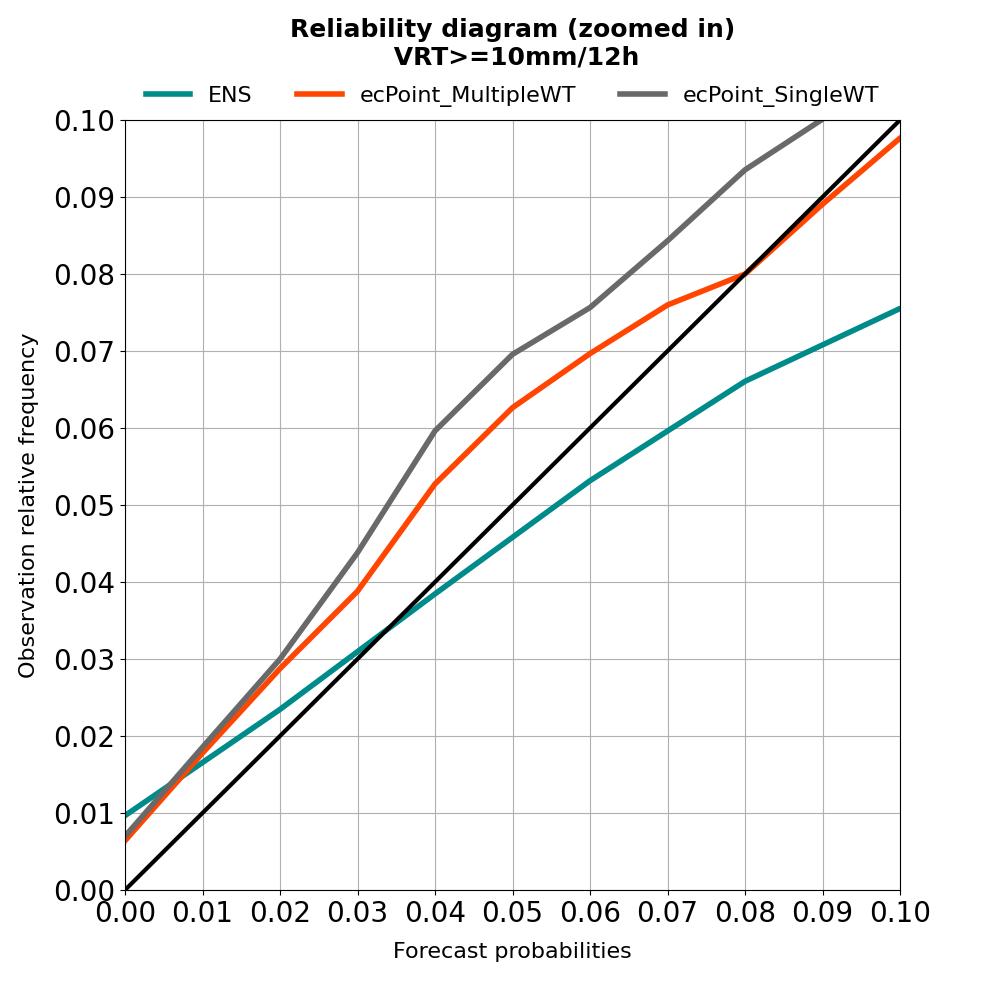 Reliability diagram (zoomed in)
VRT>=10mm/12h
ENS ecPoint_MultipleWT ecPoint_SingleWT
0.10
0.09
0.08
0.07
0.06
0.05
0.04
0.03
0.02
0.01
0.00
Observation relative frequency
0.00 0.01 0.02 0.03 0.04 0.05 0.06 0.07 0.08 0.09 0.10
Forecast probabilities